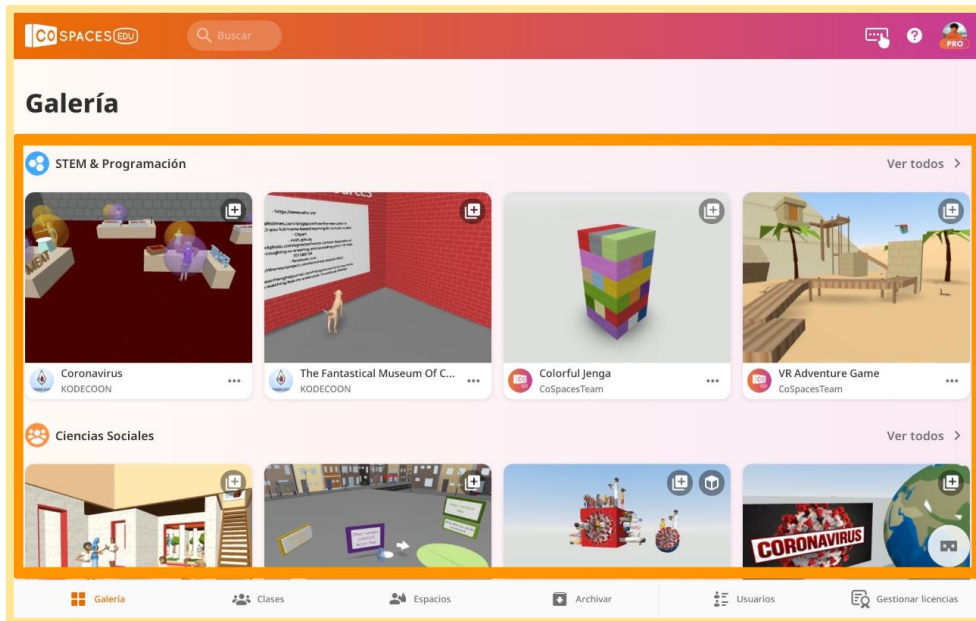 CO SPACES EDU
Buscar
PRO
Galería
STEM & Programación
Ver todos >
MEAT
Coronavirus
KODECOON
...
The Fantastical Museum Of C...
KODECOON
...
Colorful Jenga
CoSpacesTeam
...
VR Adventure Game
CoSpacesTeam
...
Ciencias Sociales
Ver todos >
CORONAVIRUS
Galería
Clases
Espacios
Archivar
Usuarios
Gestionar licencias